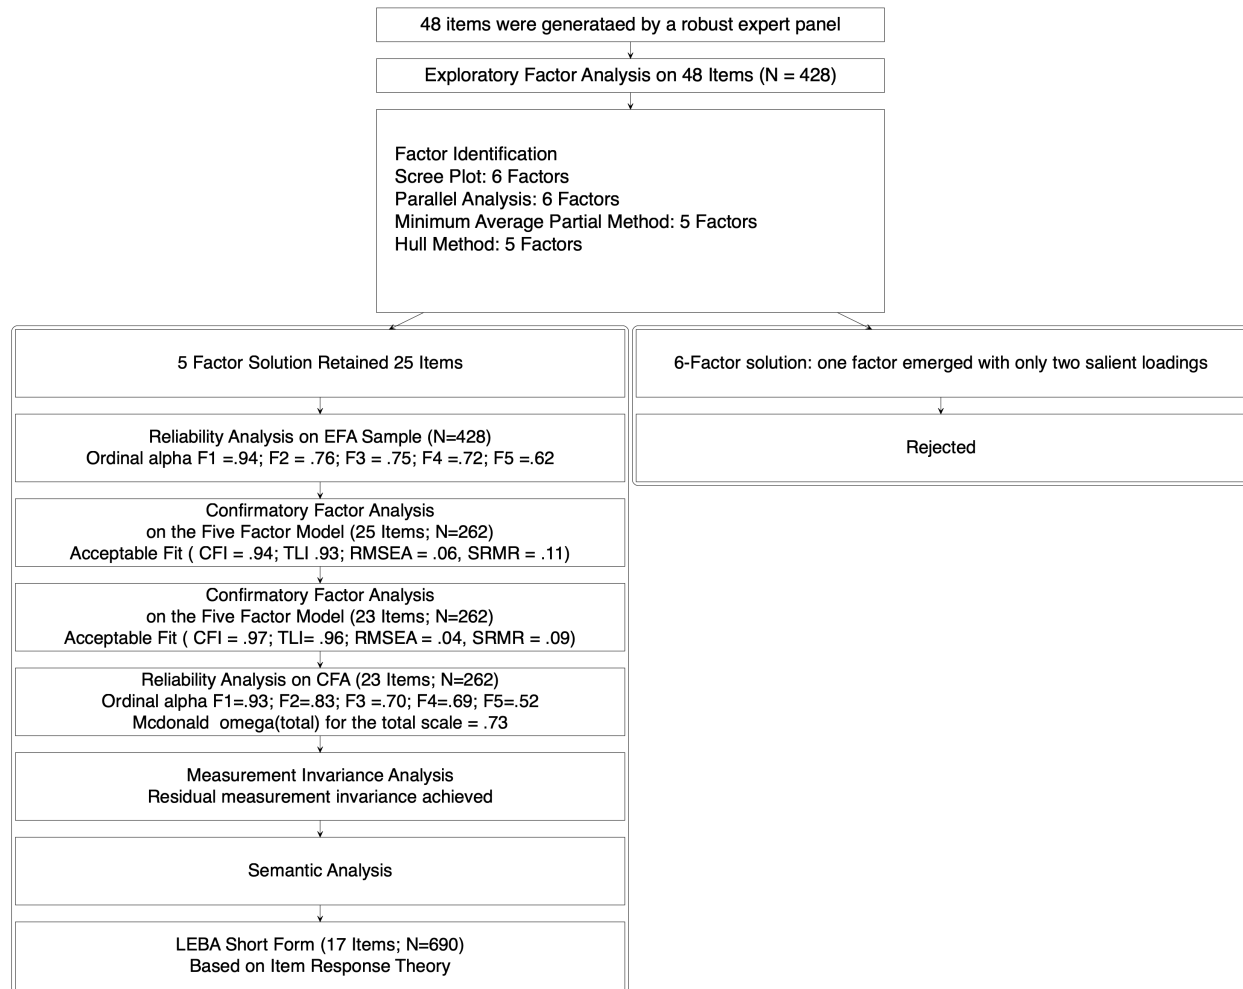 48 items were generataed by a robust expert panel
Exploratory Factor Analysis on 48 Items (N = 428)
Factor Identification
Scree Plot: 6 Factors
Parallel Analysis: 6 Factors
Minimum Average Partial Method: 5 Factors
Hull Method: 5 Factors
5 Factor Solution Retained 25 Items
6-Factor solution: one factor emerged with only two salient loadings
Reliability Analysis on EFA Sample (N=428)
Ordinal alpha F1 =.94; F2 = .76; F3 = .75; F4 =.72; F5 =.62
Rejected
Confirmatory Factor Analysis
on the Five Factor Model (25 Items; N=262)
Acceptable Fit ( CFI = .94; TLI .93; RMSEA = .06, SRMR = .11)
Confirmatory Factor Analysis
on the Five Factor Model (23 Items; N=262)
Acceptable Fit ( CFI = .97; TLI= .96; RMSEA = .04, SRMR = .09)
Reliability Analysis on CFA (23 Items; N=262)
Ordinal alpha F1=.93; F2=.83; F3 =.70; F4=.69; F5=.52
Mcdonald  omega(total) for the total scale = .73
Measurement Invariance Analysis
Residual measurement invariance achieved
Semantic Analysis
LEBA Short Form (17 Items; N=690)
Based on Item Response Theory